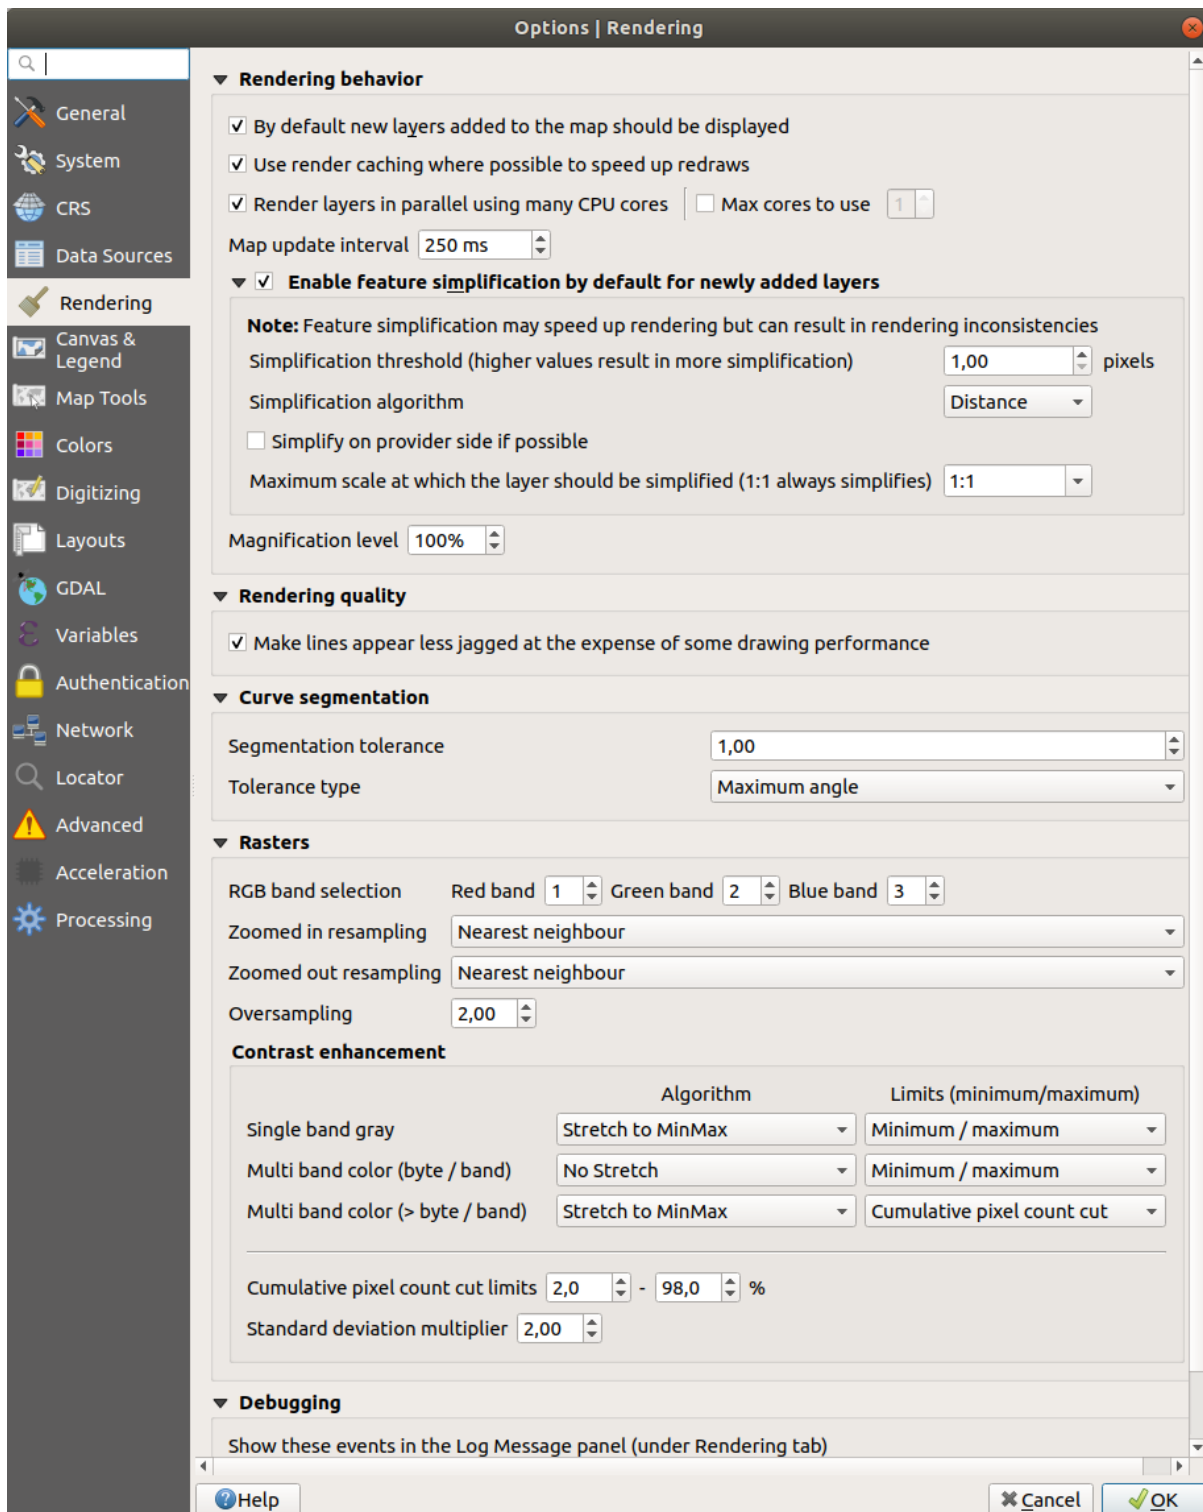 Options | Rendering
General
System
CRS
Data Sources
Rendering
Canvas &
Legend
Map Tools
Colors
Digitizing
Layouts
GDAL
Variables
Authentication
Network
Locator
Advanced
Acceleration
Processing
Rendering behavior
By default new layers added to the map should be displayed
Use render caching where possible to speed up redraws
Render layers in parallel using many CPU cores Max cores to use 1
Map update interval 250 ms
Enable feature simplification by default for newly added layers
Note: Feature simplification may speed up rendering but can result in rendering inconsistencies
Simplification threshold (higher values result in more simplification) 1,00 pixels
Simplification algorithm Distance
Simplify on provider side if possible
Maximum scale at which the layer should be simplified (1:1 always simplifies) 1:1
Magnification level 100%
Rendering quality
Make lines appear less jagged at the expense of some drawing performance
Curve segmentation
Segmentation tolerance 1,00
Tolerance type Maximum angle
Rasters
RGB band selection Red band 1 Green band 2 Blue band 3
Zoomed in resampling Nearest neighbour
Zoomed out resampling Nearest neighbour
Oversampling 2,00
Contrast enhancement
Algorithm Limits (minimum/maximum)
Single band gray Stretch to MinMax Minimum / maximum
Multi band color (byte / band) No Stretch Minimum / maximum
Multi band color (> byte / band) Stretch to MinMax Cumulative pixel count cut
Cumulative pixel count cut limits 2,0 - 98,0 %
Standard deviation multiplier 2,00
Debugging
Show these events in the Log Message panel (under Rendering tab)
Help Cancel OK